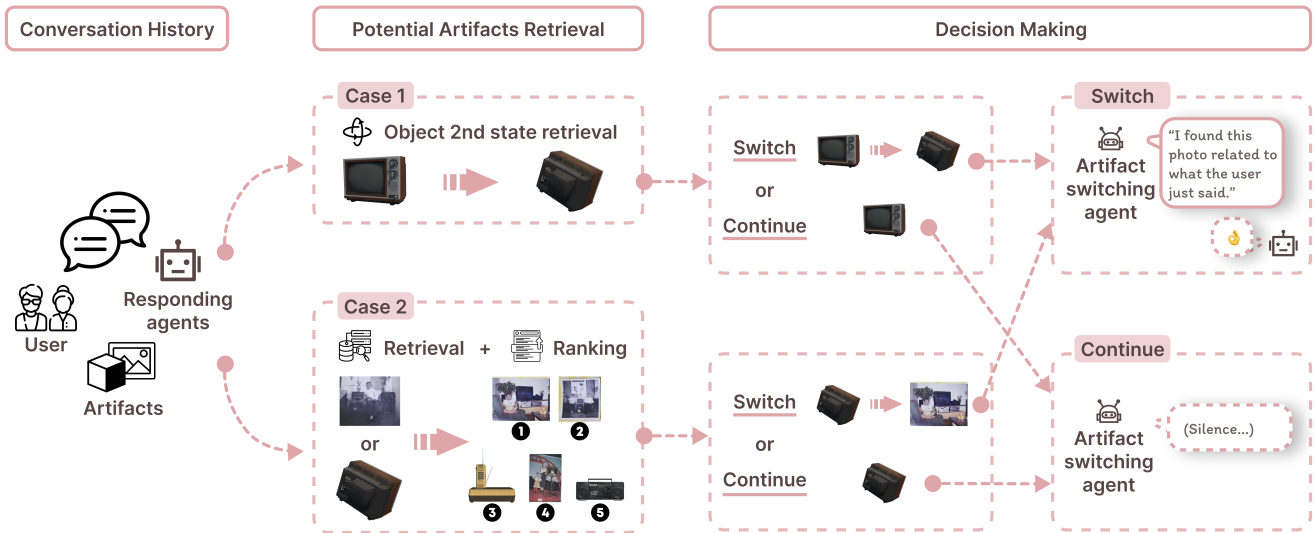 Conversation History
Potential Artifacts Retrieval
Decision Making
Responding
agents
User
Artifacts
Case 1
Object 2nd state retrieval
Case 2
Retrieval + Ranking
or
1
2
3
4
5
Switch
or
Continue
Switch
or
Continue
Switch
Artifact
switching
agent
“I found this
photo related to
what the user
just said.”
Continue
Artifact
switching
agent
(Silence...)